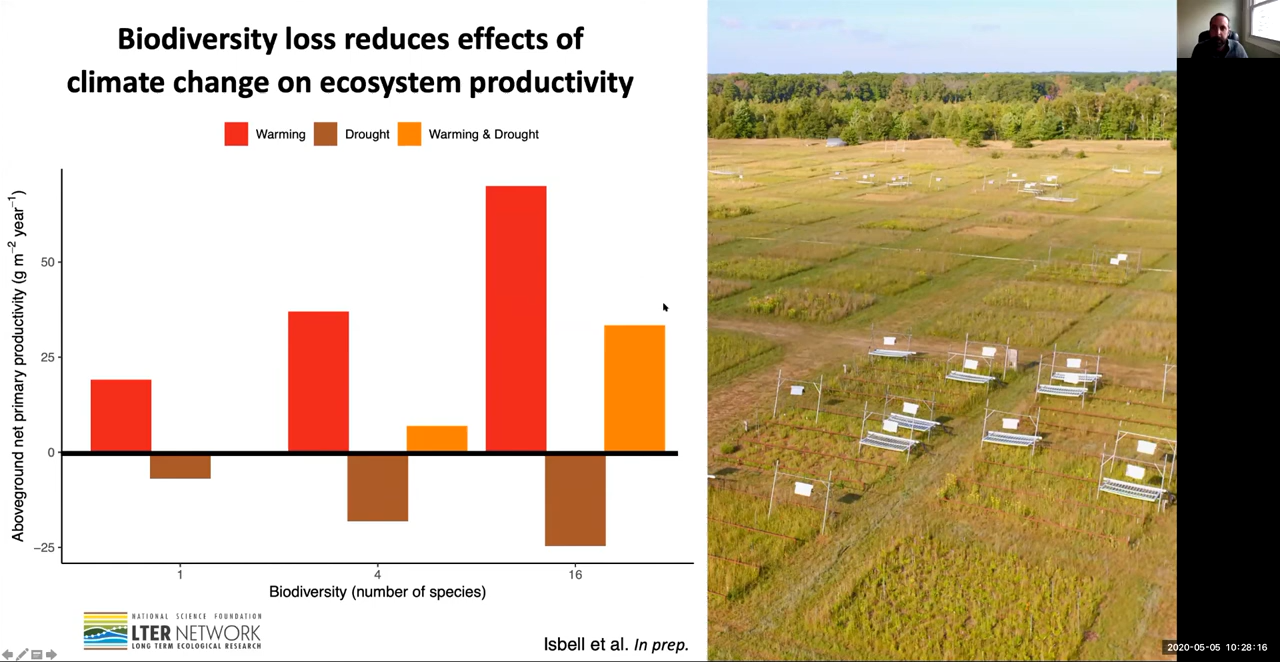 Biodiversity loss reduces effects of
climate change on ecosystem productivity
Warming
Drought
Warming & Drought
Aboveground net primary productivity (g m⁻² year⁻¹)
50
25
0
−25
1
4
16
Biodiversity (number of species)
NATIONAL SCIENCE FOUNDATION
LTER NETWORK
LONG TERM ECOLOGICAL RESEARCH
Isbell et al. In prep.
2020-05-05 10:28:16